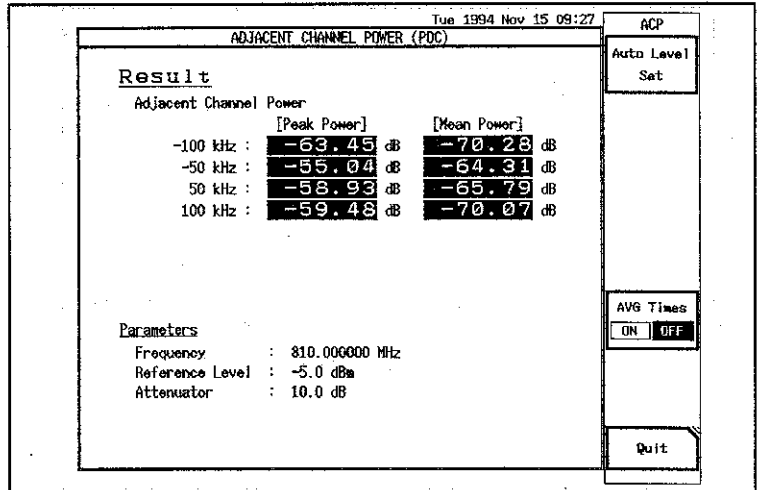 Tue 1994 Nov 15 09:27
ADJACENT CHANNEL POWER (PDC)
Result
Adjacent Channel Power
[Peak Power] [Mean Power]
-100 kHz : -63.45 dB -70.28 dB
-50 kHz : -55.04 dB -64.31 dB
50 kHz : -58.93 dB -65.79 dB
100 kHz : -59.48 dB -70.07 dB
Parameters
Frequency : 810.000000 MHz
Reference Level : -5.0 dBm
Attenuator : 10.0 dB
ACP
Auto Level
Set
AVG Times
ON OFF
Quit